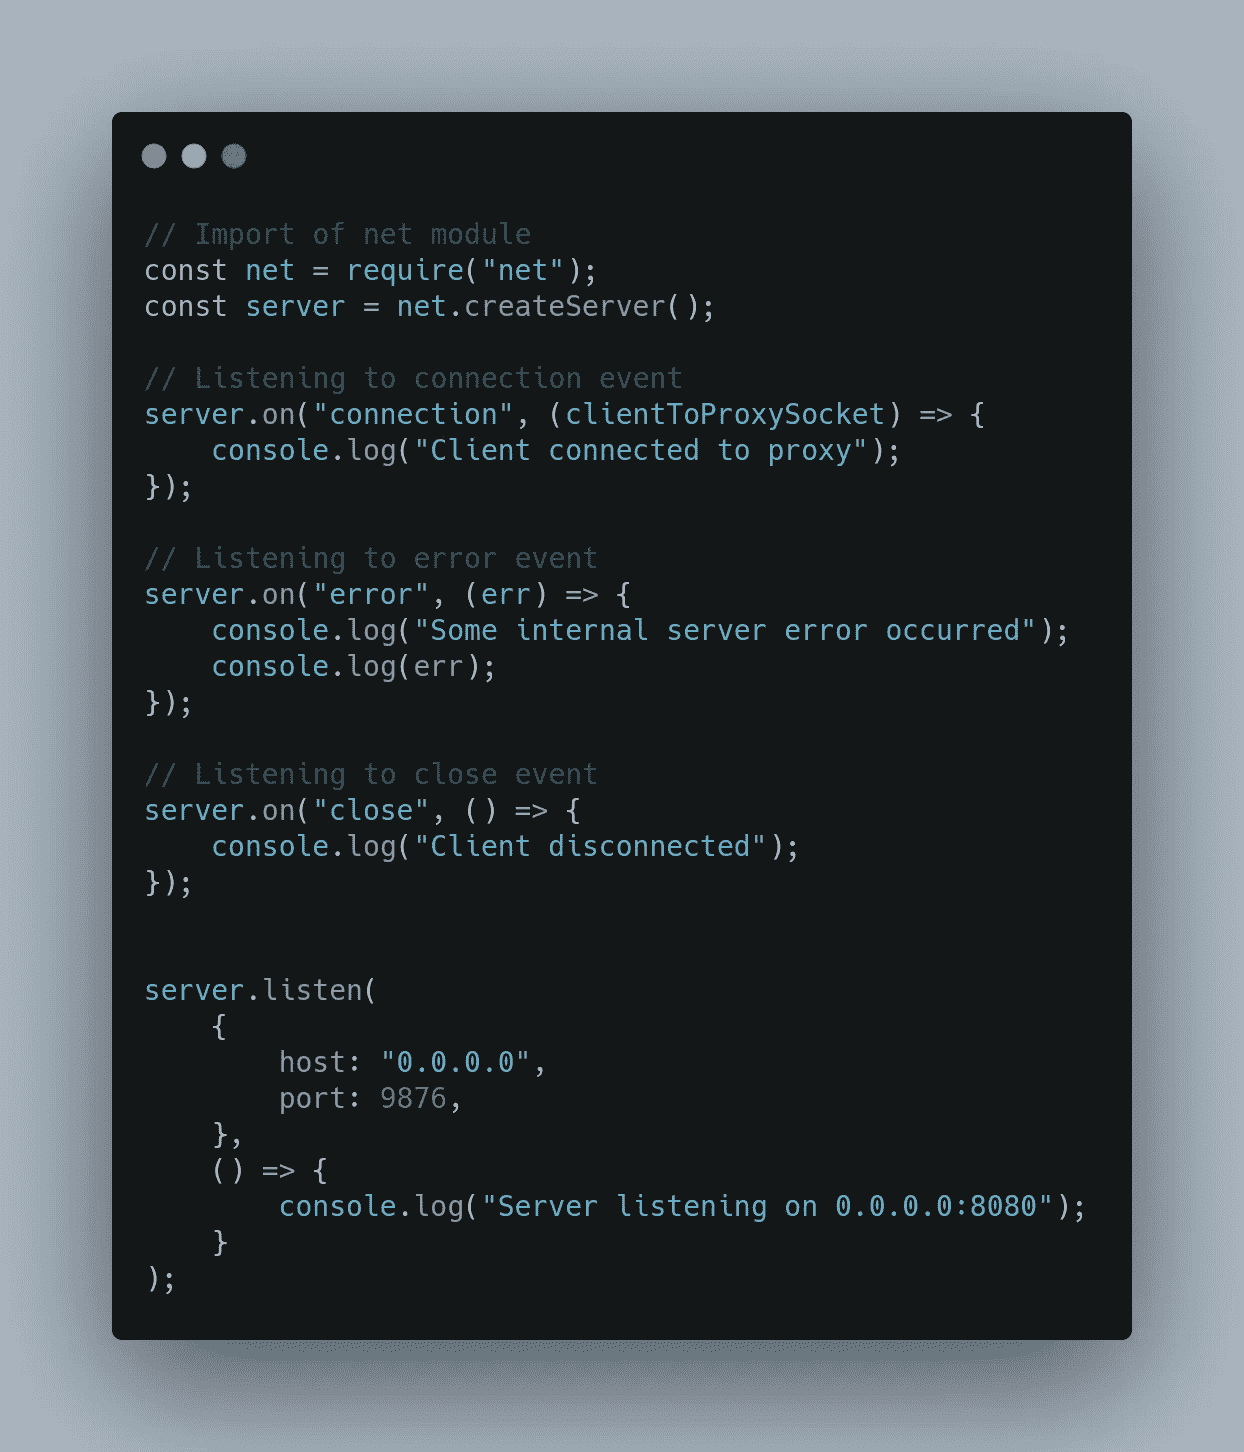 // Import of net module
const net = require("net");
const server = net.createServer();
// Listening to connection event
server.on("connection", (clientToProxySocket) => {
    console.log("Client connected to proxy");
});
// Listening to error event
server.on("error", (err) => {
    console.log("Some internal server error occurred");
    console.log(err);
});
// Listening to close event
server.on("close", () => {
    console.log("Client disconnected");
});
server.listen(
    {
        host: "0.0.0.0",
        port: 9876,
    },
    () => {
        console.log("Server listening on 0.0.0.0:8080");
    }
);